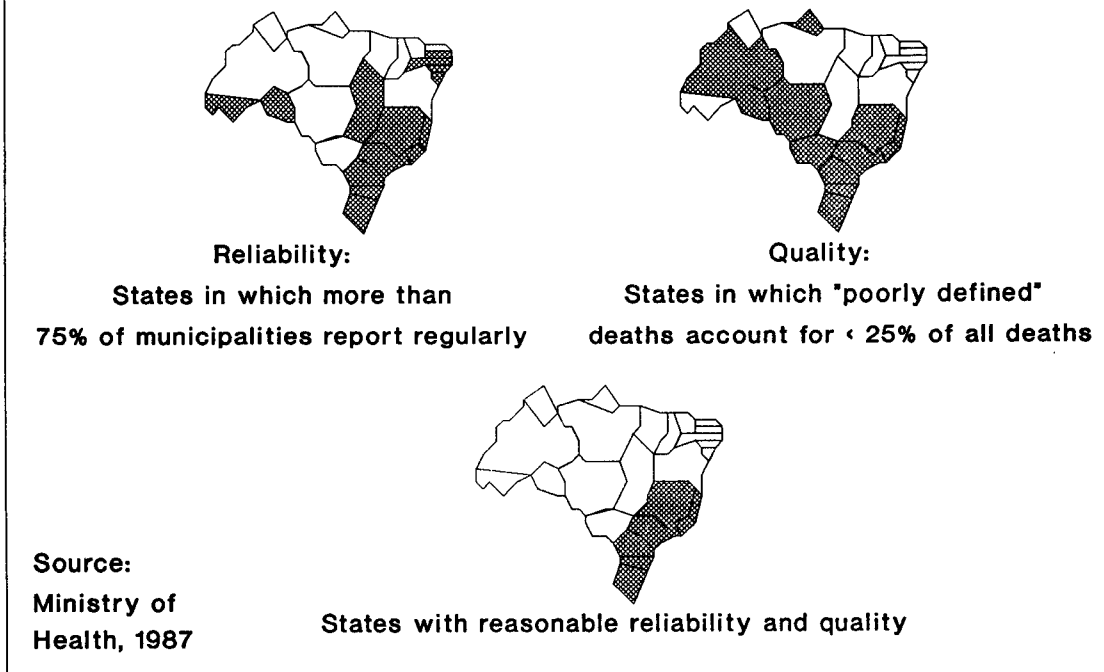 Reliability:
States in which more than
75% of municipalities report regularly
Quality:
States in which "poorly defined"
deaths account for < 25% of all deaths
Source:
Ministry of
Health, 1987
States with reasonable reliability and quality